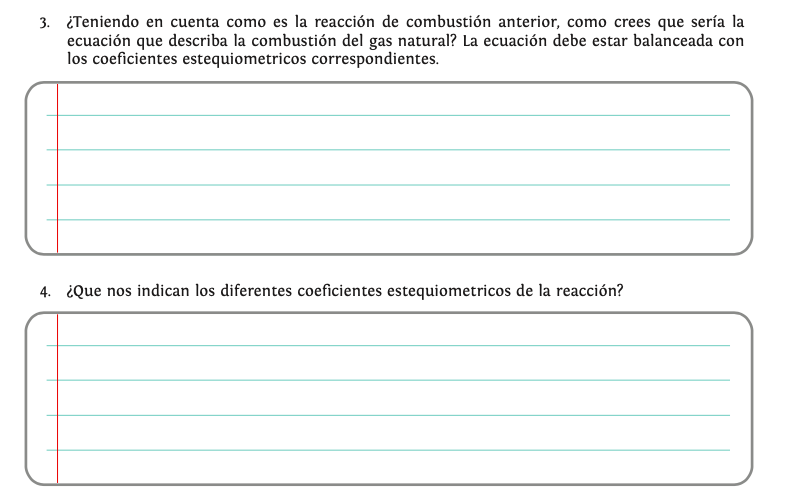 3. ¿Teniendo en cuenta como es la reacción de combustión anterior, como crees que sería la
ecuación que describa la combustión del gas natural? La ecuación debe estar balanceada con
los coeficientes estequiometricos correspondientes.
4. ¿Que nos indican los diferentes coeficientes estequiometricos de la reacción?